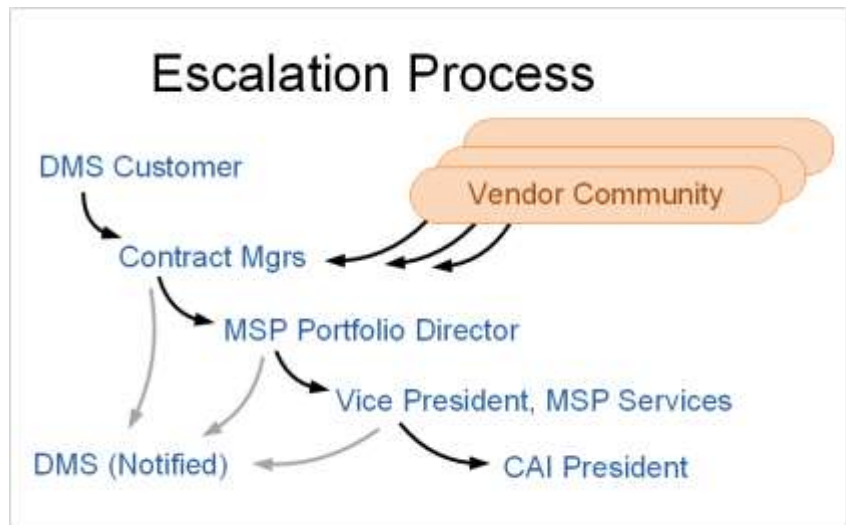 Escalation Process
DMS Customer
Vendor Community
Contract Mgrs
MSP Portfolio Director
Vice President, MSP Services
DMS (Notified)
CAI President